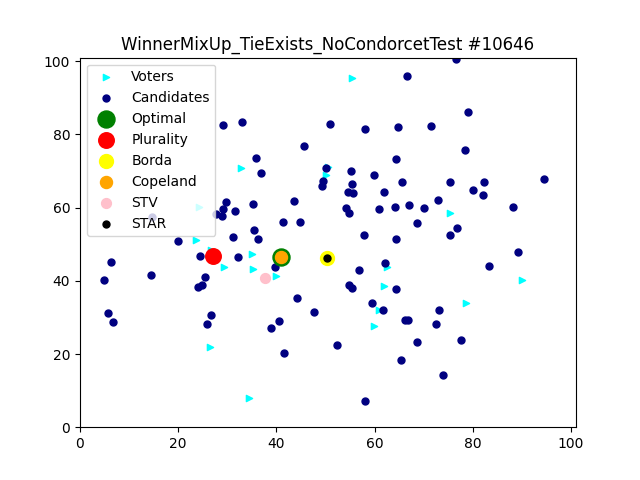 WinnerMixUp_TieExists_NoCondorcetTest #10646
Voters
Candidates
Optimal
Plurality
Borda
Copeland
STV
STAR
100
80
60
40
20
0
0 20 40 60 80 100